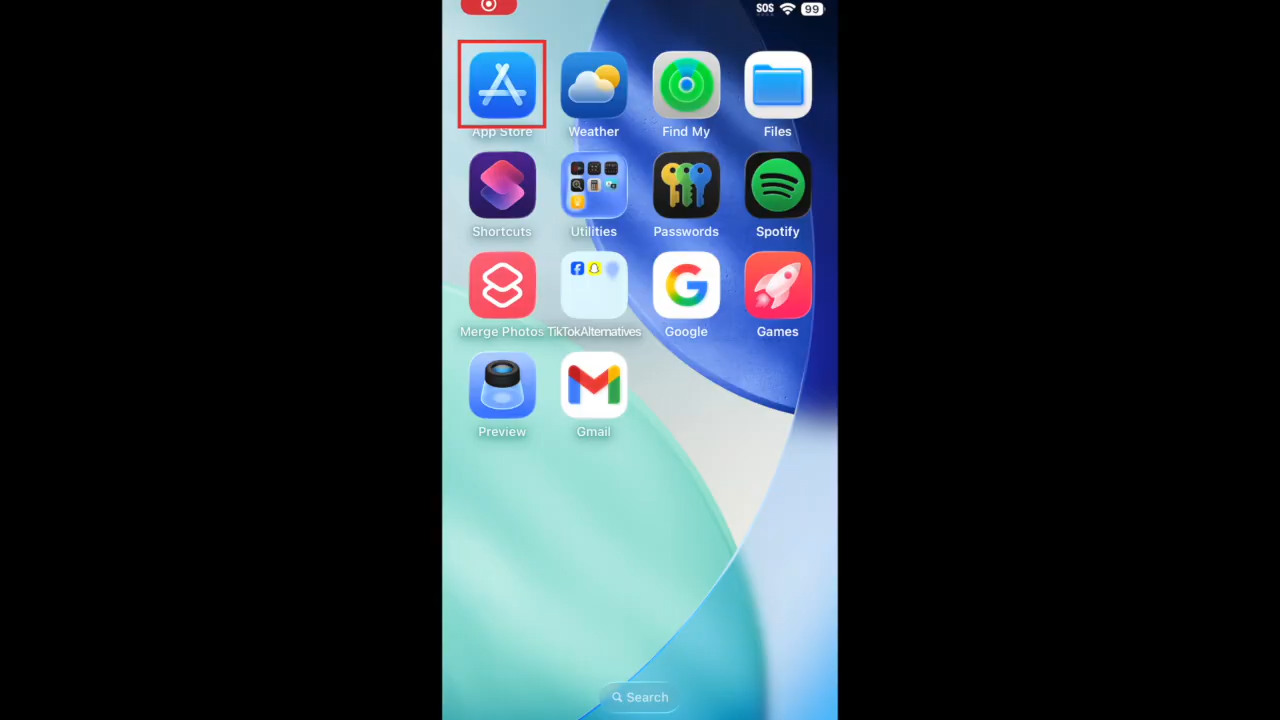 SOS 99
App Store Weather Find My Files
Shortcuts Utilities Passwords Spotify
Merge Photos TikTokAlternatives Google Games
Preview Gmail
Search